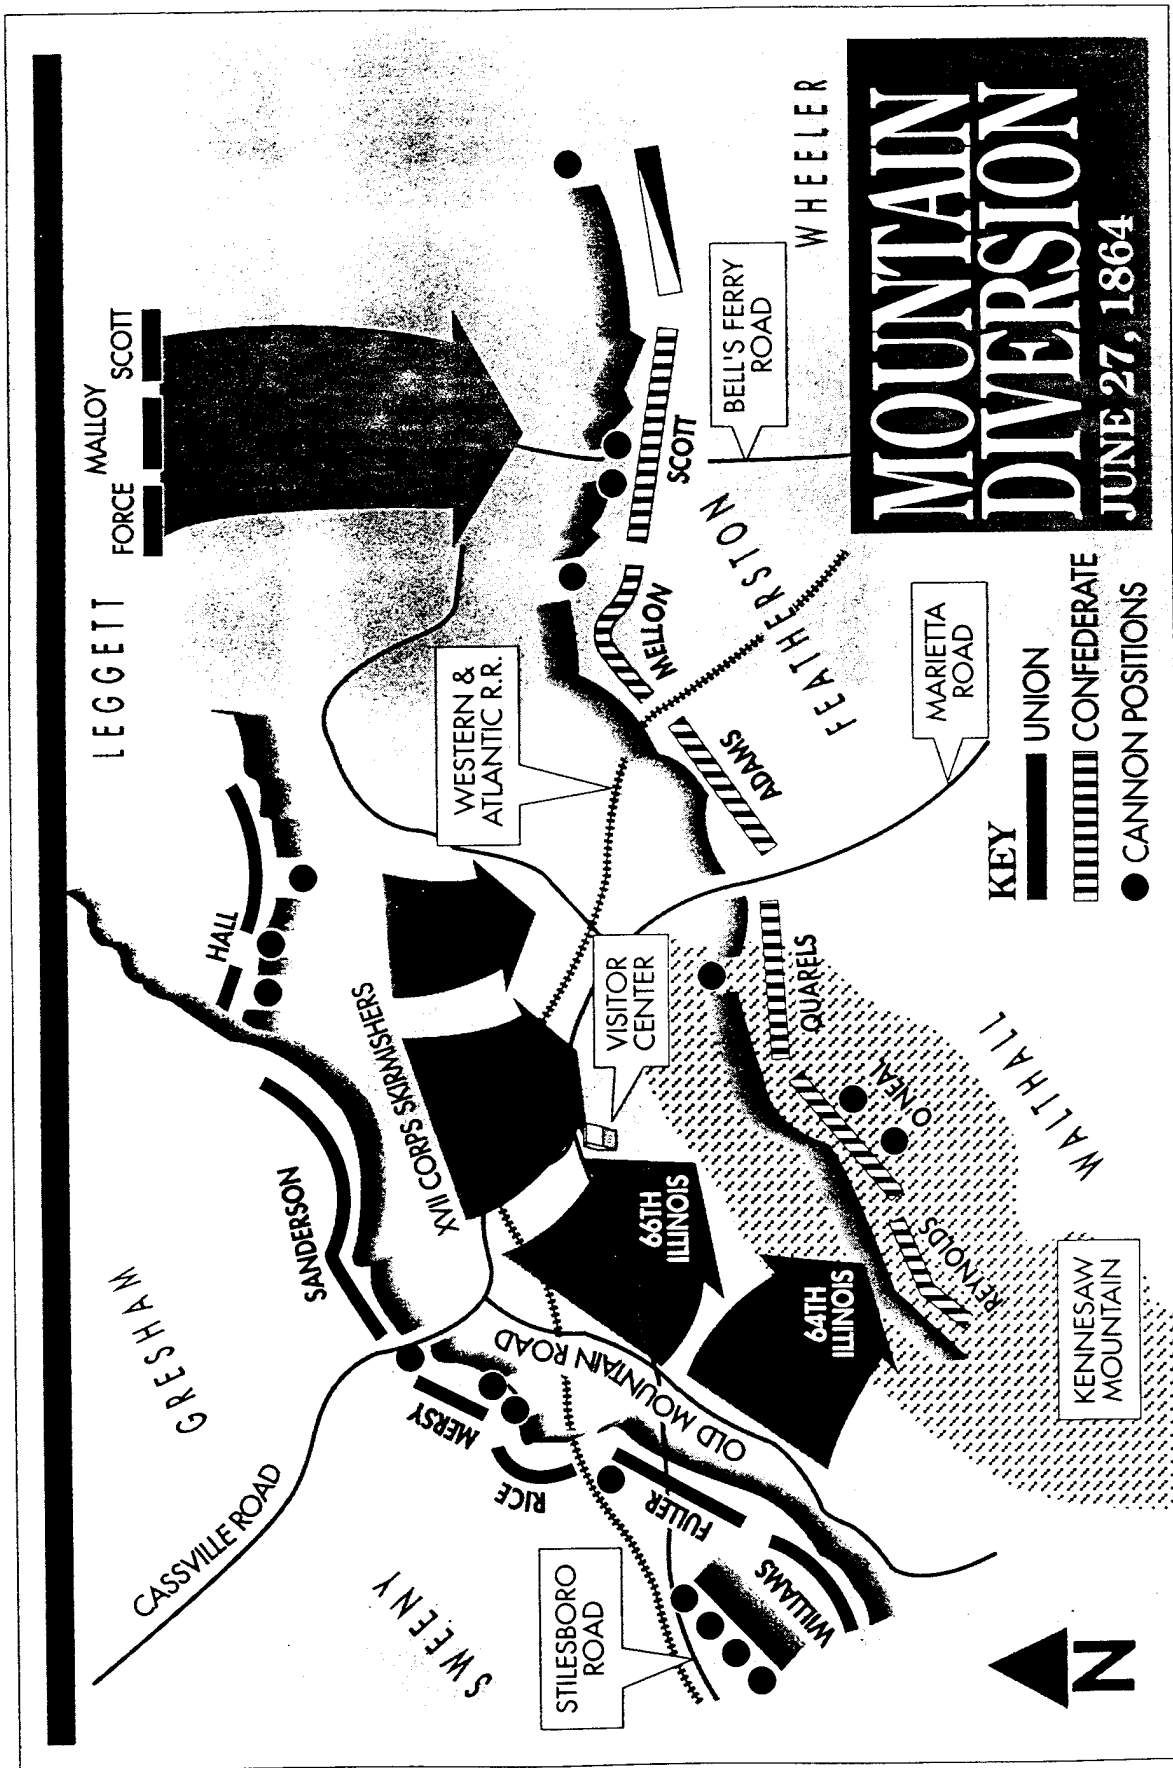 MOUNTAIN
DIVERSION
JUNE 27, 1864
LEGGETT
FORCE
MALLOY
SCOTT
HALL
GRESHAM
SANDERSON
XVII CORPS SKIRMISHERS
CASSVILLE ROAD
MERSY
RICE
SWEENY
FULLER
WILLIAMS
OLD MOUNTAIN ROAD
STILESBORO
ROAD
66TH
ILLINOIS
64TH
ILLINOIS
VISITOR
CENTER
WESTERN &
ATLANTIC R.R.
MELLON
SCOTT
ADAMS
BELL'S FERRY
ROAD
WHEELER
FEATHERSTON
MARIETTA
ROAD
QUARELS
O NEAL
REYNOLDS
WALTHALL
KENNESAW
MOUNTAIN
KEY
UNION
CONFEDERATE
CANNON POSITIONS
N